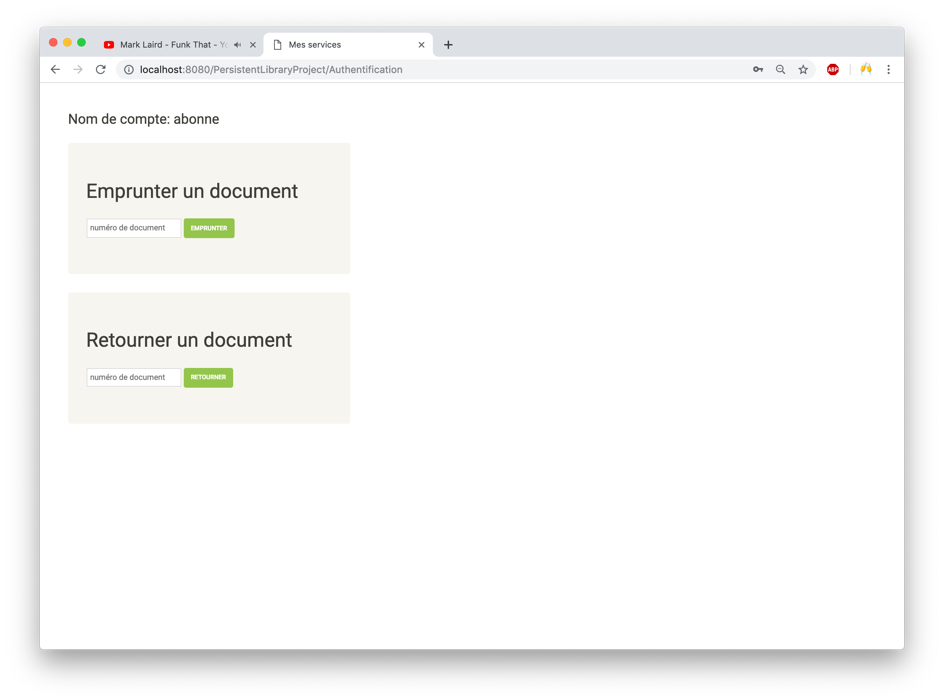 Mark Laird - Funk That - Yo
Mes services
localhost:8080/PersistentLibraryProject/Authentification
ABP
Nom de compte: abonne
Emprunter un document
numéro de document EMPRUNTER
Retourner un document
numéro de document RETOURNER